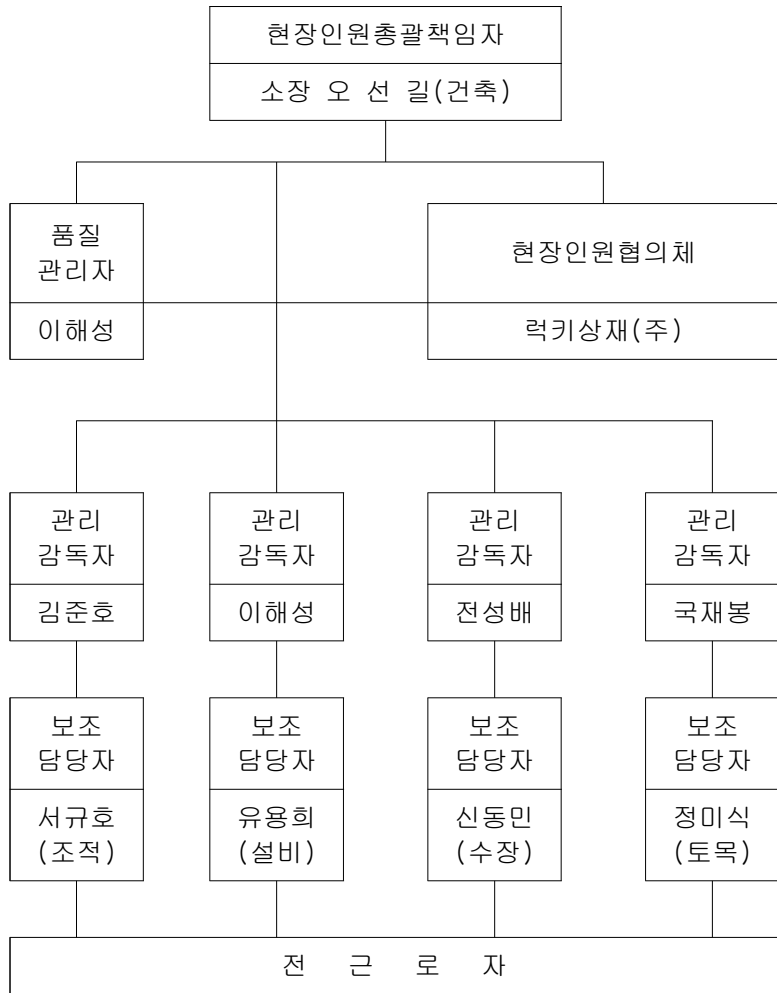 현장인원총괄책임자
소장 오 선 길(건축)
품질
관리자
이해성
현장인원협의체
럭키상재(주)
관리
감독자
김준호
관리
감독자
이해성
관리
감독자
전성배
관리
감독자
국재봉
보조
담당자
서규호
(조적)
보조
담당자
유용희
(설비)
보조
담당자
신동민
(수장)
보조
담당자
정미식
(토목)
전 근 로 자